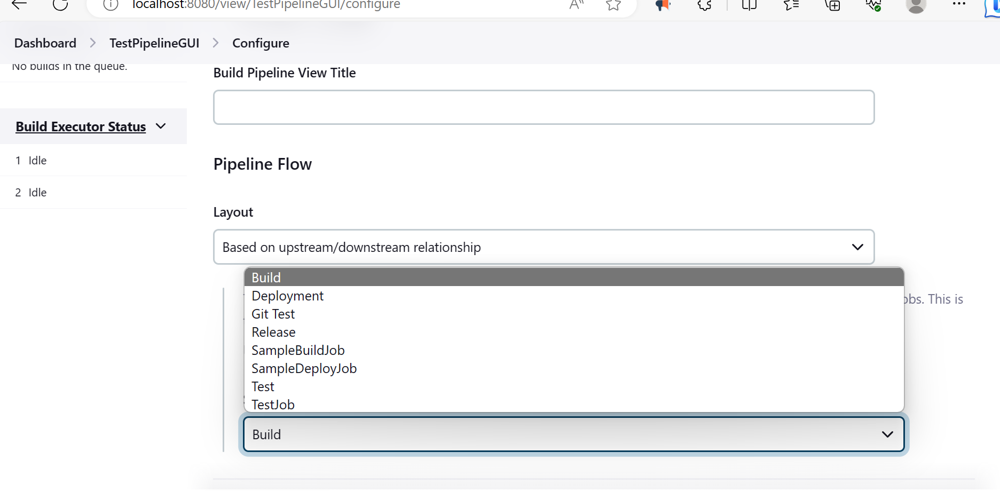 localhost:8080/view/TestPipelineGUI/configure
Dashboard > TestPipelineGUI > Configure
No builds in the queue.
Build Executor Status
1 Idle
2 Idle
Build Pipeline View Title
Pipeline Flow
Layout
Based on upstream/downstream relationship
Build
Deployment
Git Test
Release
SampleBuildJob
SampleDeployJob
Test
TestJob
This is
Build